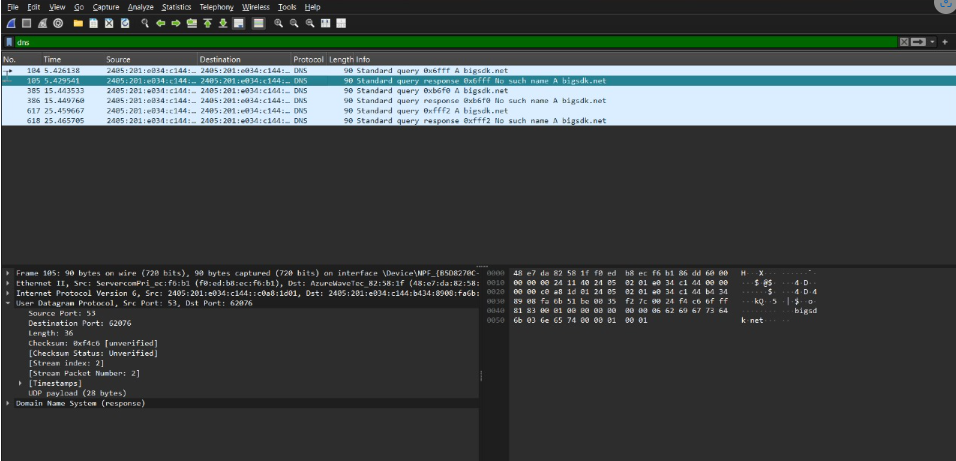 File Edit View Go Capture Analyze Statistics Telephony Wireless Tools Help
dns
No. Time Source Destination Protocol Length Info
104 5.426138 2405:201:e034:c144:… 2405:201:e034:c144:… DNS 90 Standard query 0x6fff A bigsdk.net
105 5.429541 2405:201:e034:c144:… 2405:201:e034:c144:… DNS 90 Standard query response 0x6fff No such name A bigsdk.net
385 15.443533 2405:201:e034:c144:… 2405:201:e034:c144:… DNS 90 Standard query 0xb6f0 A bigsdk.net
386 15.449760 2405:201:e034:c144:… 2405:201:e034:c144:… DNS 90 Standard query response 0xb6f0 No such name A bigsdk.net
617 25.459667 2405:201:e034:c144:… 2405:201:e034:c144:… DNS 90 Standard query 0xfff2 A bigsdk.net
618 25.465705 2405:201:e034:c144:… 2405:201:e034:c144:… DNS 90 Standard query response 0xfff2 No such name A bigsdk.net
Frame 105: 90 bytes on wire (720 bits), 90 bytes captured (720 bits) on interface \Device\NPF_{B5D8270C-
Ethernet II, Src: ServercomPri_ec:f6:b1 (f0:ed:b8:ec:f6:b1), Dst: AzureWaveTec_82:58:1f (48:e7:da:82:58:
Internet Protocol Version 6, Src: 2405:201:e034:c144::c0a8:1d01, Dst: 2405:201:e034:c144:b434:8908:fa6b:
User Datagram Protocol, Src Port: 53, Dst Port: 62076
Source Port: 53
Destination Port: 62076
Length: 36
Checksum: 0xf4c6 [unverified]
[Checksum Status: Unverified]
[Stream index: 2]
[Stream Packet Number: 2]
[Timestamps]
UDP payload (28 bytes)
Domain Name System (response)
0000 48 e7 da 82 58 1f f0 ed b8 ec f6 b1 86 dd 60 00 H···X·········`·
0010 00 00 00 24 11 40 24 05 02 01 e0 34 c1 44 00 00 ···$·@$····4·D··
0020 00 00 c0 a8 1d 01 24 05 02 01 e0 34 c1 44 b4 34 ······$····4·D·4
0030 89 08 fa 6b 51 be 00 35 f2 7c 00 24 f4 c6 6f ff ···kQ··5·|·$··o·
0040 81 83 00 01 00 00 00 00 00 00 06 62 69 67 73 64 ···········bigsd
0050 6b 03 6e 65 74 00 00 01 00 01 k·net·····